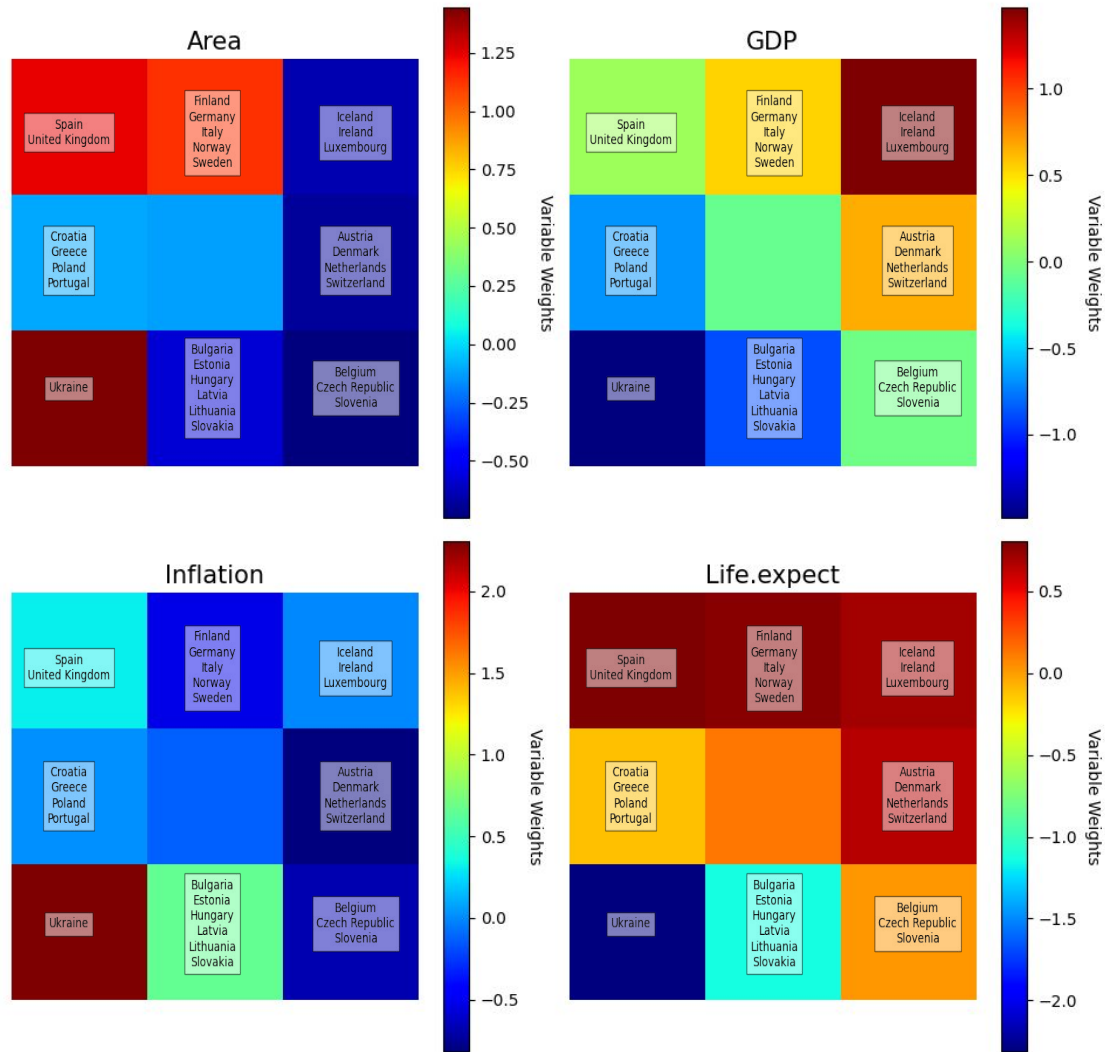 Area
Spain
United Kingdom
Finland
Germany
Italy
Norway
Sweden
Iceland
Ireland
Luxembourg
Croatia
Greece
Poland
Portugal
Austria
Denmark
Netherlands
Switzerland
Ukraine
Bulgaria
Estonia
Hungary
Latvia
Lithuania
Slovakia
Belgium
Czech Republic
Slovenia
1.25
1.00
0.75
0.50
0.25
0.00
−0.25
−0.50
Variable Weights
GDP
Spain
United Kingdom
Finland
Germany
Italy
Norway
Sweden
Iceland
Ireland
Luxembourg
Croatia
Greece
Poland
Portugal
Austria
Denmark
Netherlands
Switzerland
Ukraine
Bulgaria
Estonia
Hungary
Latvia
Lithuania
Slovakia
Belgium
Czech Republic
Slovenia
1.0
0.5
0.0
−0.5
−1.0
Variable Weights
Inflation
Spain
United Kingdom
Finland
Germany
Italy
Norway
Sweden
Iceland
Ireland
Luxembourg
Croatia
Greece
Poland
Portugal
Austria
Denmark
Netherlands
Switzerland
Ukraine
Bulgaria
Estonia
Hungary
Latvia
Lithuania
Slovakia
Belgium
Czech Republic
Slovenia
2.0
1.5
1.0
0.5
0.0
−0.5
Variable Weights
Life.expect
Spain
United Kingdom
Finland
Germany
Italy
Norway
Sweden
Iceland
Ireland
Luxembourg
Croatia
Greece
Poland
Portugal
Austria
Denmark
Netherlands
Switzerland
Ukraine
Bulgaria
Estonia
Hungary
Latvia
Lithuania
Slovakia
Belgium
Czech Republic
Slovenia
0.5
0.0
−0.5
−1.0
−1.5
−2.0
Variable Weights